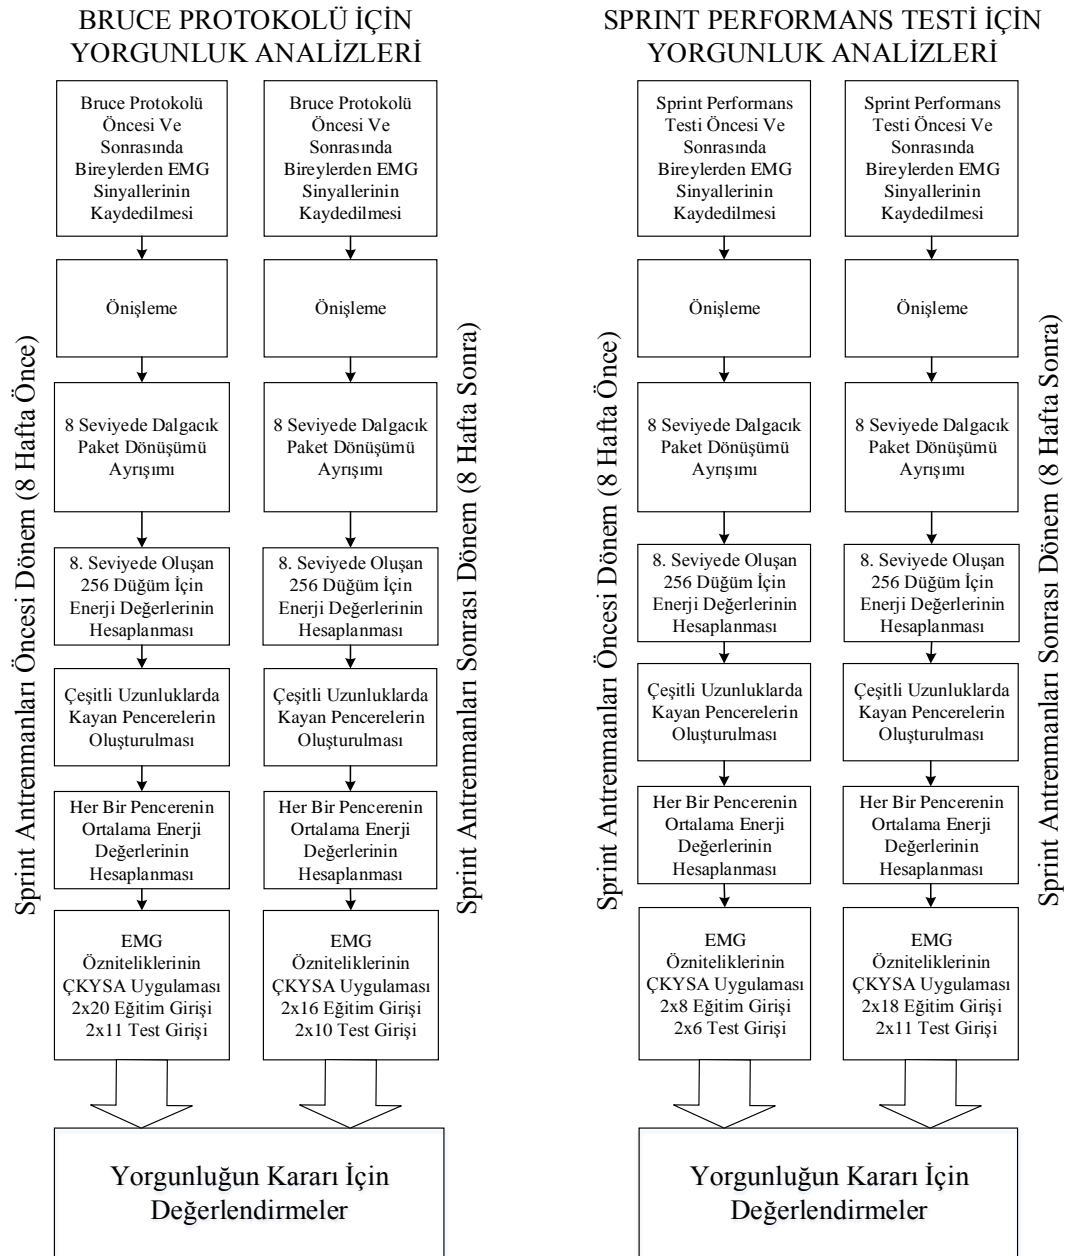 BRUCE PROTOKOLÜ İÇİN
YORGUNLUK ANALİZLERİ
Sprint Antrenmanları Öncesi Dönem (8 Hafta Önce)
Bruce Protokolü
Öncesi Ve
Sonrasında
Bireylerden EMG
Sinyallerinin
Kaydedilmesi
Önişleme
8 Seviyede Dalgacık
Paket Dönüşümü
Ayrışımı
8. Seviyede Oluşan
256 Düğüm İçin
Enerji Değerlerinin
Hesaplanması
Çeşitli Uzunluklarda
Kayan Pencerelerin
Oluşturulması
Her Bir Pencerenin
Ortalama Enerji
Değerlerinin
Hesaplanması
EMG
Özniteliklerinin
ÇKYSA Uygulaması
2x20 Eğitim Girişi
2x11 Test Girişi
Bruce Protokolü
Öncesi Ve
Sonrasında
Bireylerden EMG
Sinyallerinin
Kaydedilmesi
Önişleme
8 Seviyede Dalgacık
Paket Dönüşümü
Ayrışımı
8. Seviyede Oluşan
256 Düğüm İçin
Enerji Değerlerinin
Hesaplanması
Çeşitli Uzunluklarda
Kayan Pencerelerin
Oluşturulması
Her Bir Pencerenin
Ortalama Enerji
Değerlerinin
Hesaplanması
EMG
Özniteliklerinin
ÇKYSA Uygulaması
2x16 Eğitim Girişi
2x10 Test Girişi
Sprint Antrenmanları Sonrası Dönem (8 Hafta Sonra)
Yorgunluğun Kararı İçin
Değerlendirmeler
SPRINT PERFORMANS TESTİ İÇİN
YORGUNLUK ANALİZLERİ
Sprint Antrenmanları Öncesi Dönem (8 Hafta Önce)
Sprint Performans
Testi Öncesi Ve
Sonrasında
Bireylerden EMG
Sinyallerinin
Kaydedilmesi
Önişleme
8 Seviyede Dalgacık
Paket Dönüşümü
Ayrışımı
8. Seviyede Oluşan
256 Düğüm İçin
Enerji Değerlerinin
Hesaplanması
Çeşitli Uzunluklarda
Kayan Pencerelerin
Oluşturulması
Her Bir Pencerenin
Ortalama Enerji
Değerlerinin
Hesaplanması
EMG
Özniteliklerinin
ÇKYSA Uygulaması
2x8 Eğitim Girişi
2x6 Test Girişi
Sprint Performans
Testi Öncesi Ve
Sonrasında
Bireylerden EMG
Sinyallerinin
Kaydedilmesi
Önişleme
8 Seviyede Dalgacık
Paket Dönüşümü
Ayrışımı
8. Seviyede Oluşan
256 Düğüm İçin
Enerji Değerlerinin
Hesaplanması
Çeşitli Uzunluklarda
Kayan Pencerelerin
Oluşturulması
Her Bir Pencerenin
Ortalama Enerji
Değerlerinin
Hesaplanması
EMG
Özniteliklerinin
ÇKYSA Uygulaması
2x18 Eğitim Girişi
2x11 Test Girişi
Sprint Antrenmanları Sonrası Dönem (8 Hafta Sonra)
Yorgunluğun Kararı İçin
Değerlendirmeler